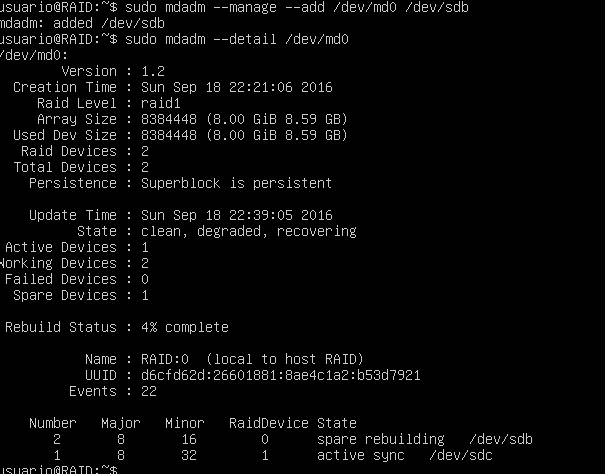 usuario@RAID:~$ sudo mdadm --manage --add /dev/md0 /dev/sdb
mdadm: added /dev/sdb
usuario@RAID:~$ sudo mdadm --detail /dev/md0
/dev/md0:
Version : 1.2
Creation Time : Sun Sep 18 22:21:06 2016
Raid Level : raid1
Array Size : 8384448 (8.00 GiB 8.59 GB)
Used Dev Size : 8384448 (8.00 GiB 8.59 GB)
Raid Devices : 2
Total Devices : 2
Persistence : Superblock is persistent
Update Time : Sun Sep 18 22:39:05 2016
State : clean, degraded, recovering
Active Devices : 1
Working Devices : 2
Failed Devices : 0
Spare Devices : 1
Rebuild Status : 4% complete
Name : RAID:0 (local to host RAID)
UUID : d6cfd62d:26601881:8ae4c1a2:b53d7921
Events : 22
Number Major Minor RaidDevice State
2 8 16 0 spare rebuilding /dev/sdb
1 8 32 1 active sync /dev/sdc
usuario@RAID:~$